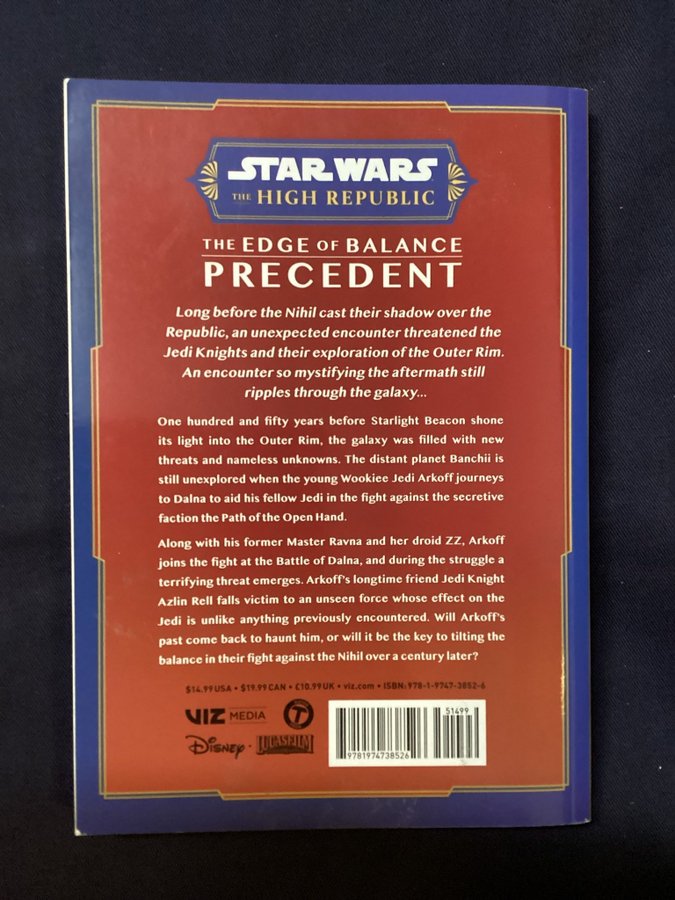 STAR WARS
THE HIGH REPUBLIC
THE EDGE OF BALANCE
PRECEDENT
Long before the Nihil cast their shadow over the
Republic, an unexpected encounter threatened the
Jedi Knights and their exploration of the Outer Rim.
An encounter so mystifying the aftermath still
ripples through the galaxy...
One hundred and fifty years before Starlight Beacon shone
its light into the Outer Rim, the galaxy was filled with new
threats and nameless unknowns. The distant planet Banchii is
still unexplored when the young Wookiee Jedi Arkoff journeys
to Dalna to aid his fellow Jedi in the fight against the secretive
faction the Path of the Open Hand.
Along with his former Master Ravna and her droid ZZ, Arkoff
joins the fight at the Battle of Dalna, and during the struggle a
terrifying threat emerges. Arkoff's longtime friend Jedi Knight
Azlin Rell falls victim to an unseen force whose effect on the
Jedi is unlike anything previously encountered. Will Arkoff's
past come back to haunt him, or will it be the key to tilting the
balance in their fight against the Nihil over a century later?
$14.99 USA • $19.99 CAN • £10.99 UK • viz.com • ISBN: 978-1-9747-3852-6
VIZ MEDIA
T
51499
9781974738526
Disney · LUCASFILM